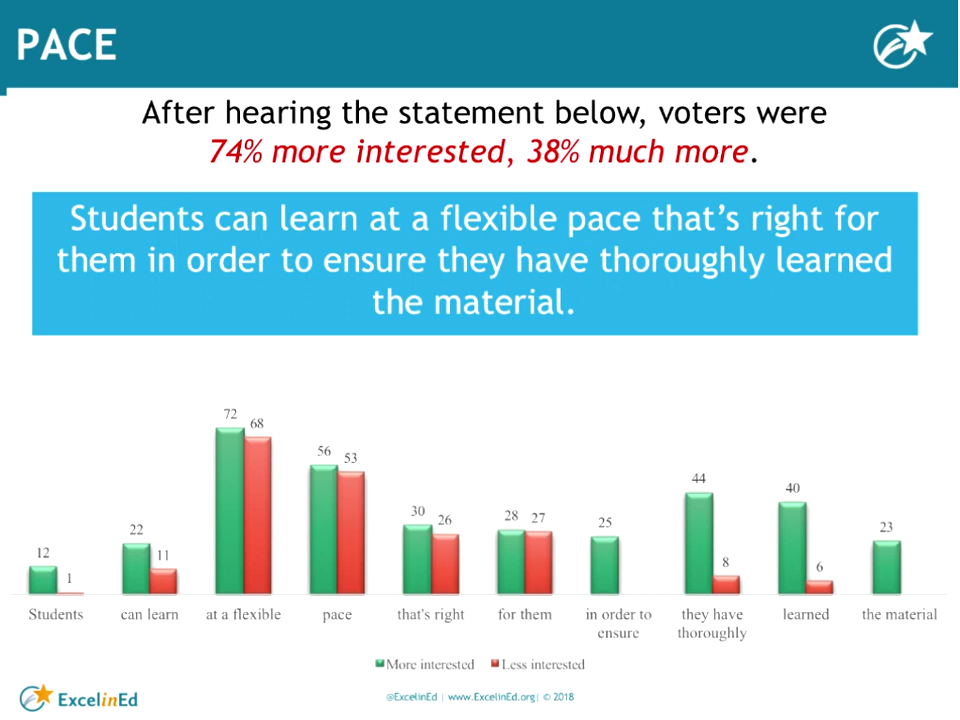 PACE
After hearing the statement below, voters were
74% more interested, 38% much more.
Students can learn at a flexible pace that’s right for
them in order to ensure they have thoroughly learned
the material.
72
68
56
53
44
40
30
26
28
27
25
22
23
12
11
8
6
1
Students
can learn
at a flexible
pace
that's right
for them
in order to
ensure
they have
thoroughly
learned
the material
More interested
Less interested
ExcelinEd
@ExcelinEd | www.ExcelinEd.org| © 2018